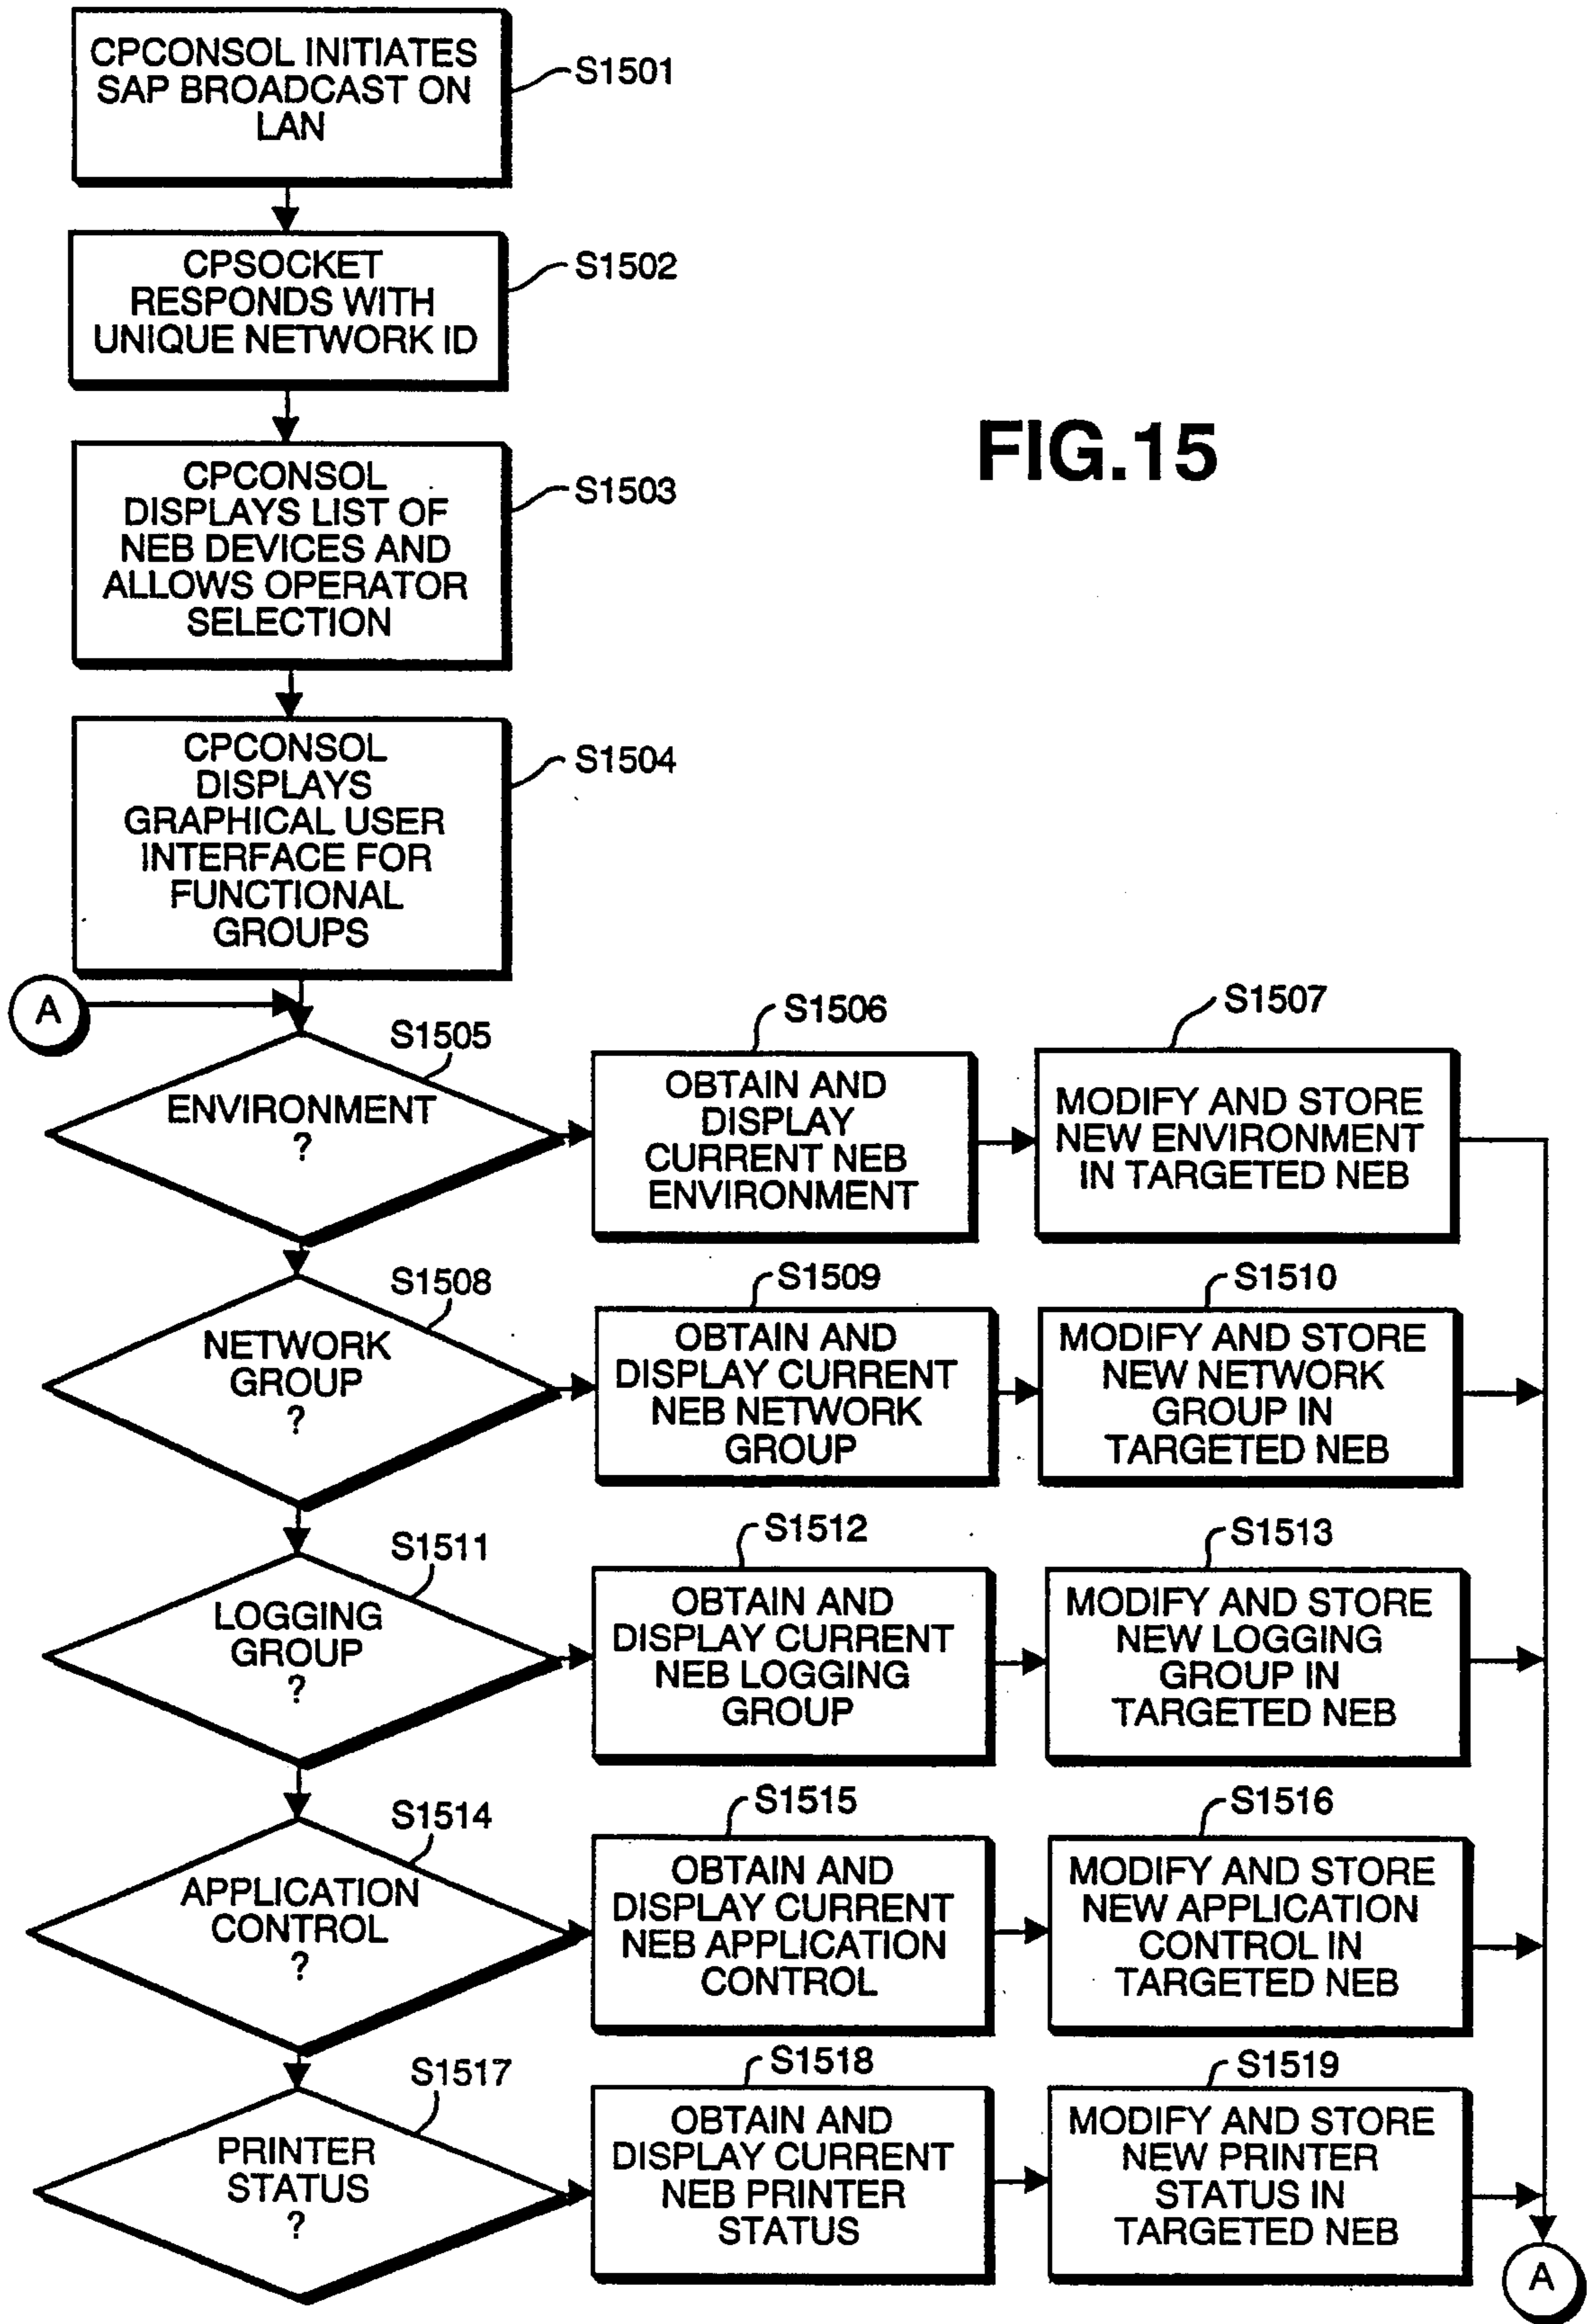 CPCONSOL INITIATES
SAP BROADCAST ON
LAN
S1501
CPSOCKET
RESPONDS WITH
UNIQUE NETWORK ID
S1502
FIG.15
CPCONSOL
DISPLAYS LIST OF
NEB DEVICES AND
ALLOWS OPERATOR
SELECTION
S1503
CPCONSOL
DISPLAYS
GRAPHICAL USER
INTERFACE FOR
FUNCTIONAL
GROUPS
S1504
A
ENVIRONMENT
?
S1505
OBTAIN AND
DISPLAY
CURRENT NEB
ENVIRONMENT
S1506
MODIFY AND STORE
NEW ENVIRONMENT
IN TARGETED NEB
S1507
NETWORK
GROUP
?
S1508
OBTAIN AND
DISPLAY CURRENT
NEB NETWORK
GROUP
S1509
MODIFY AND STORE
NEW NETWORK
GROUP IN
TARGETED NEB
S1510
LOGGING
GROUP
?
S1511
OBTAIN AND
DISPLAY CURRENT
NEB LOGGING
GROUP
S1512
MODIFY AND STORE
NEW LOGGING
GROUP IN
TARGETED NEB
S1513
APPLICATION
CONTROL
?
S1514
OBTAIN AND
DISPLAY CURRENT
NEB APPLICATION
CONTROL
S1515
MODIFY AND STORE
NEW APPLICATION
CONTROL IN
TARGETED NEB
S1516
PRINTER
STATUS
?
S1517
OBTAIN AND
DISPLAY CURRENT
NEB PRINTER
STATUS
S1518
MODIFY AND STORE
NEW PRINTER
STATUS IN
TARGETED NEB
S1519
A